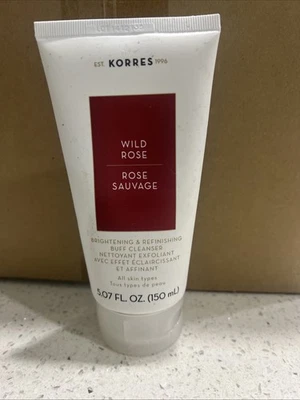 EST. KORRES 1996
WILD
ROSE
ROSE
SAUVAGE
BRIGHTENING & REFINISHING
BUFF CLEANSER
NETTOYANT EXFOLIANT
AVEC EFFET ÉCLAIRCISSANT
ET AFFINANT
All skin types
Tous types de peau
5.07 FL. OZ. (150 mL)